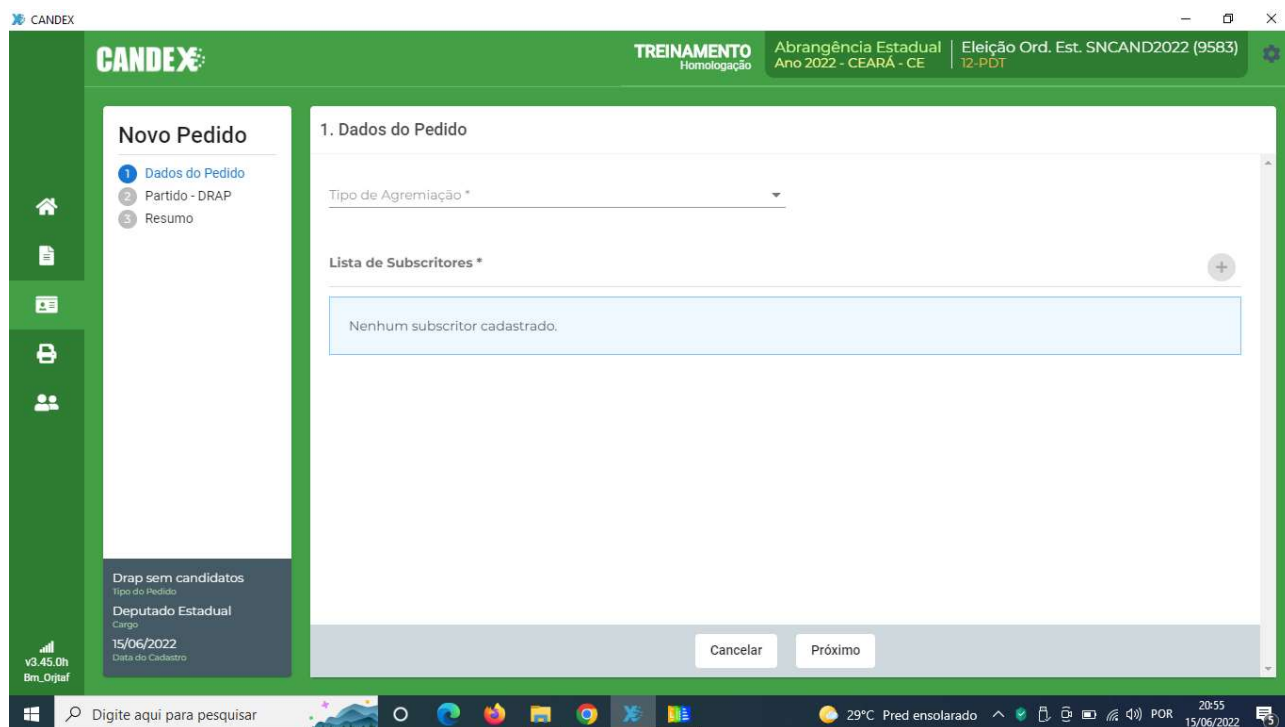 CANDEX
CANDEX
TREINAMENTO
Homologação
Abrangência Estadual
Ano 2022 - CEARÁ - CE
Eleição Ord. Est. SNCAND2022 (9583)
12-PDT
Novo Pedido
1 Dados do Pedido
2 Partido - DRAP
3 Resumo
1. Dados do Pedido
Tipo de Agremiação *
Lista de Subscritores *
Nenhum subscritor cadastrado.
Drap sem candidatos
Tipo do Pedido
Deputado Estadual
Cargo
15/06/2022
Data do Cadastro
Cancelar
Próximo
v3.45.0h
Bm_Orjtaf
Digite aqui para pesquisar
29°C Pred ensolarado
POR
20:55
15/06/2022